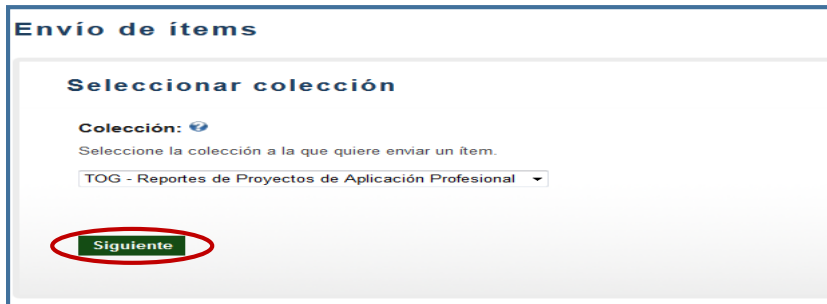 Envío de ítems
Seleccionar colección
Colección:
Seleccione la colección a la que quiere enviar un ítem.
TOG - Reportes de Proyectos de Aplicación Profesional
Siguiente